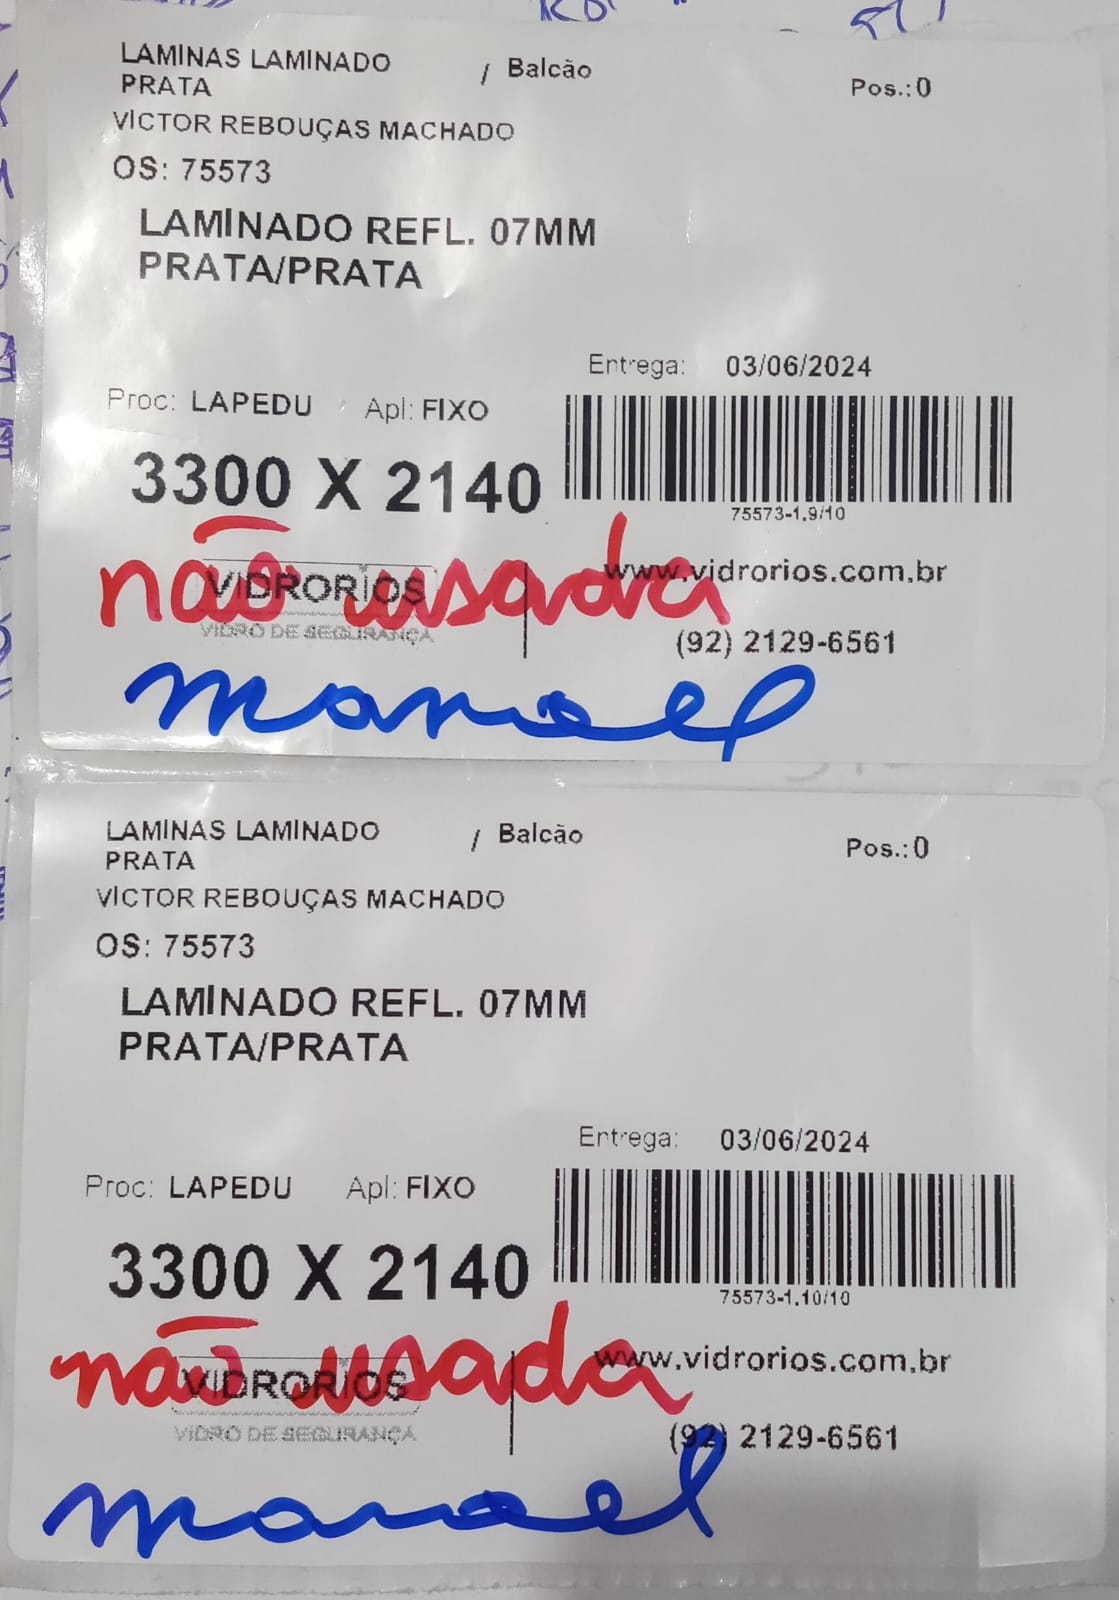 LAMINAS LAMINADO
PRATA
/ Balcão
Pos.:0
VICTOR REBOUÇAS MACHADO
OS: 75573
LAMINADO REFL. 07MM
PRATA/PRATA
Entrega: 03/06/2024
Proc: LAPEDU Apl: FIXO
3300 X 2140
75573-1,9/10
não usada
VIDRORIOS
VIDRO DE SEGURANÇA
www.vidrorios.com.br
(92) 2129-6561
manoel
LAMINAS LAMINADO
PRATA
/ Balcão
Pos.:0
VICTOR REBOUÇAS MACHADO
OS: 75573
LAMINADO REFL. 07MM
PRATA/PRATA
Entrega: 03/06/2024
Proc: LAPEDU Apl: FIXO
3300 X 2140
75573-1,10/10
não usada
VIDRORIOS
VIDRO DE SEGURANÇA
www.vidrorios.com.br
(92) 2129-6561
manoel